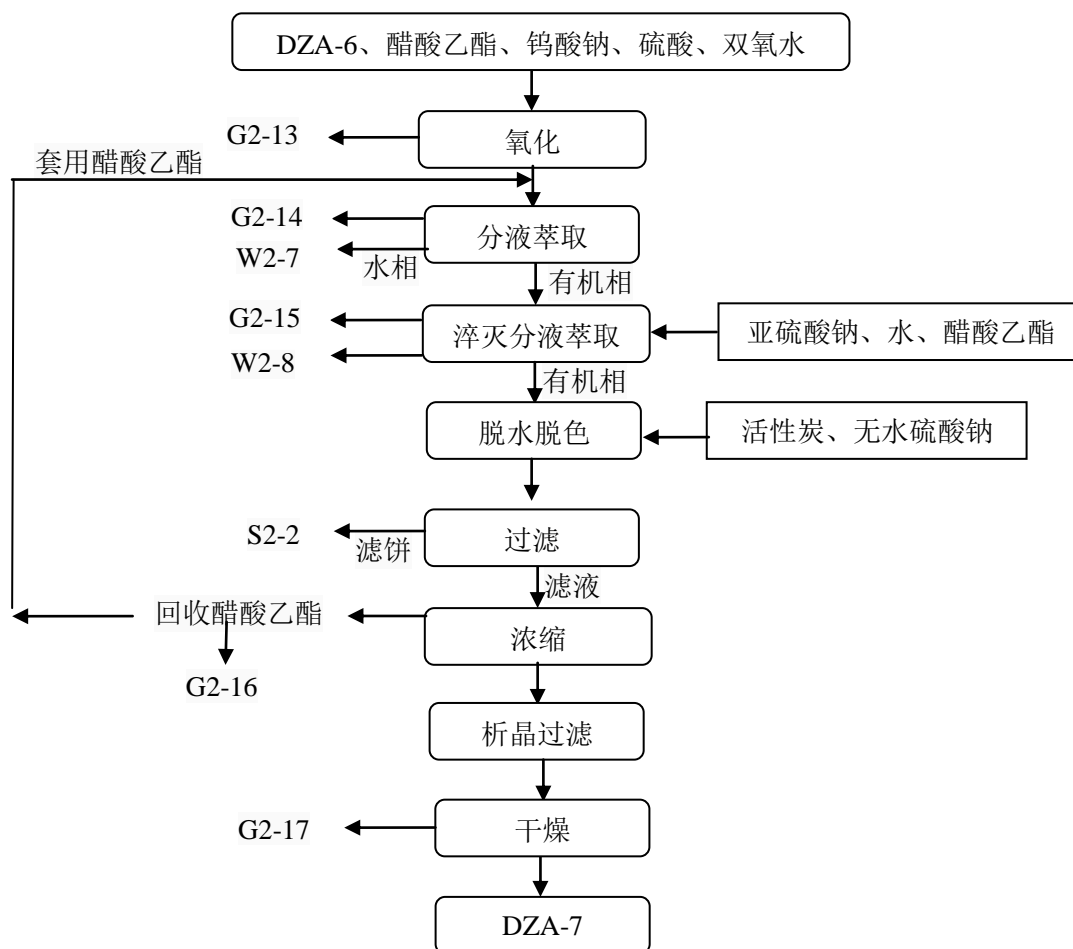 DZA-6、醋酸乙酯、钨酸钠、硫酸、双氧水
G2-13
氧化
套用醋酸乙酯
G2-14
分液萃取
W2-7
水相
有机相
G2-15
淬灭分液萃取
亚硫酸钠、水、醋酸乙酯
W2-8
有机相
脱水脱色
活性炭、无水硫酸钠
S2-2
滤饼
过滤
滤液
回收醋酸乙酯
浓缩
G2-16
析晶过滤
G2-17
干燥
DZA-7